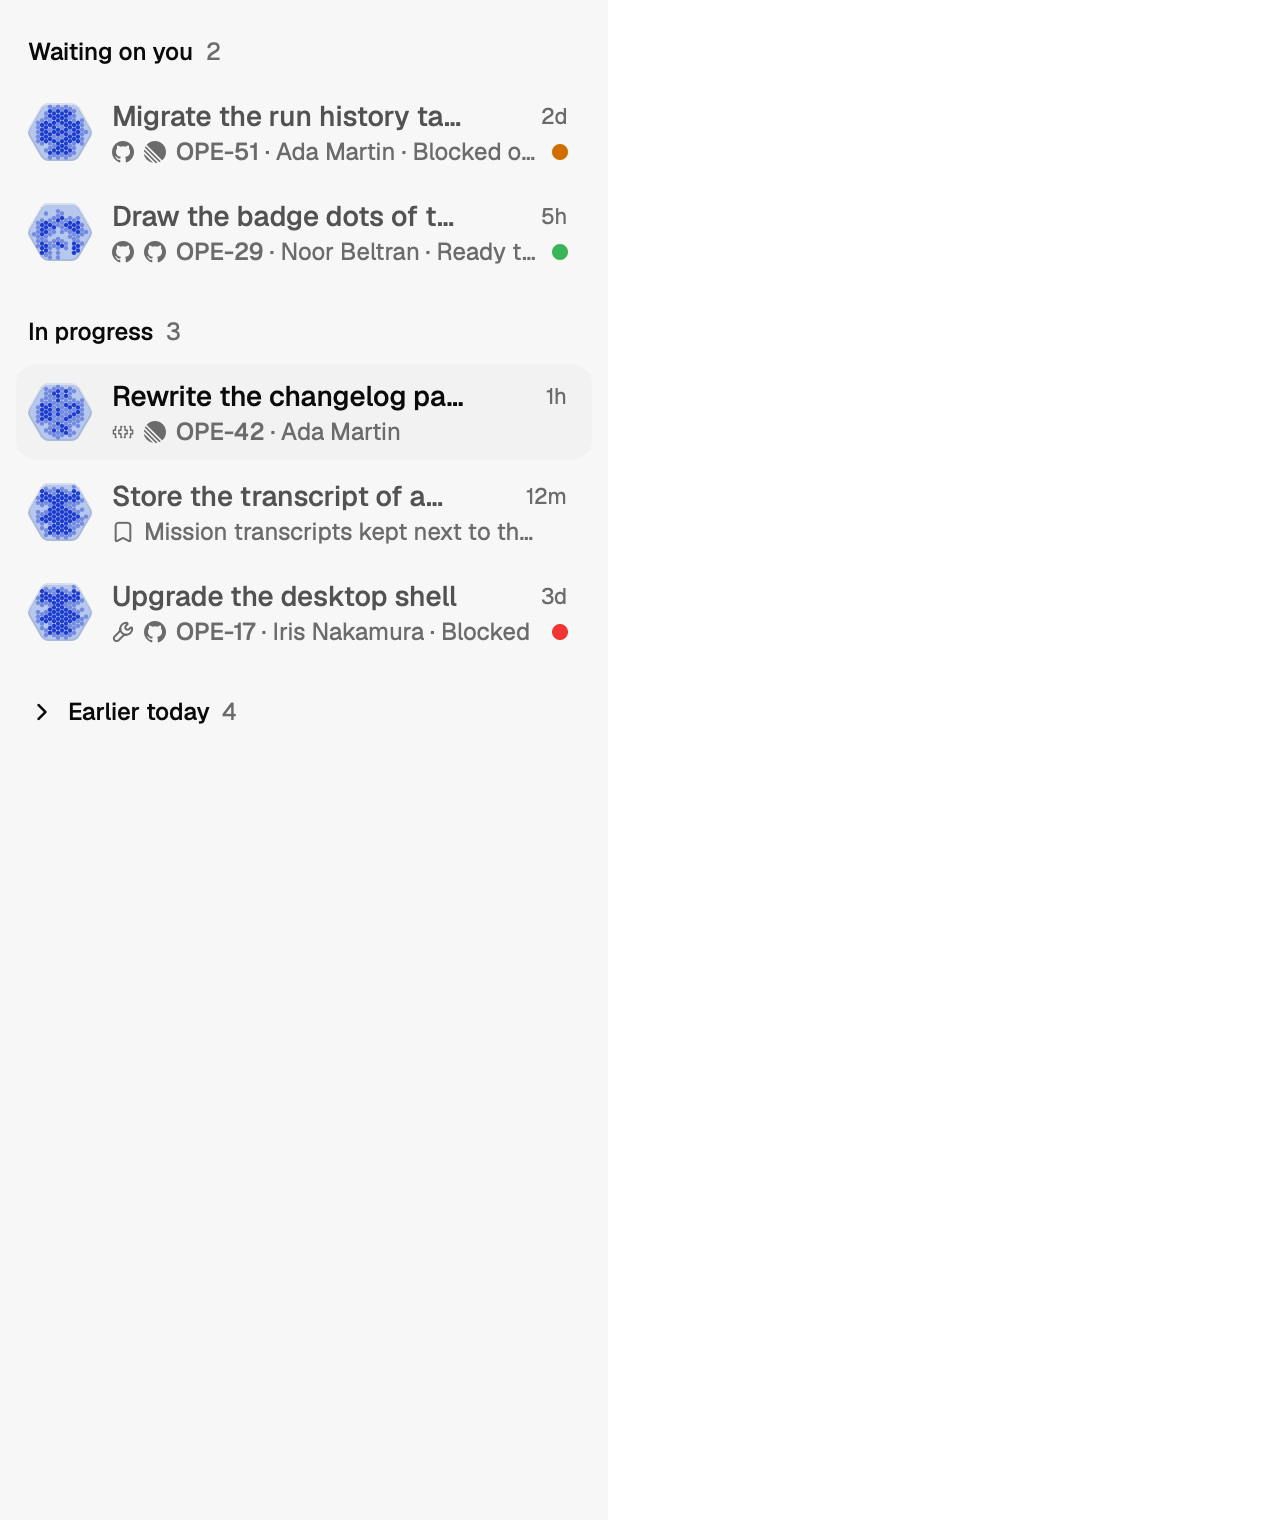 Waiting on you 2
Migrate the run history ta... 2d
OPE-51 · Ada Martin · Blocked o...
Draw the badge dots of t... 5h
OPE-29 · Noor Beltran · Ready t...
In progress 3
Rewrite the changelog pa... 1h
OPE-42 · Ada Martin
Store the transcript of a... 12m
Mission transcripts kept next to th...
Upgrade the desktop shell 3d
OPE-17 · Iris Nakamura · Blocked
Earlier today 4